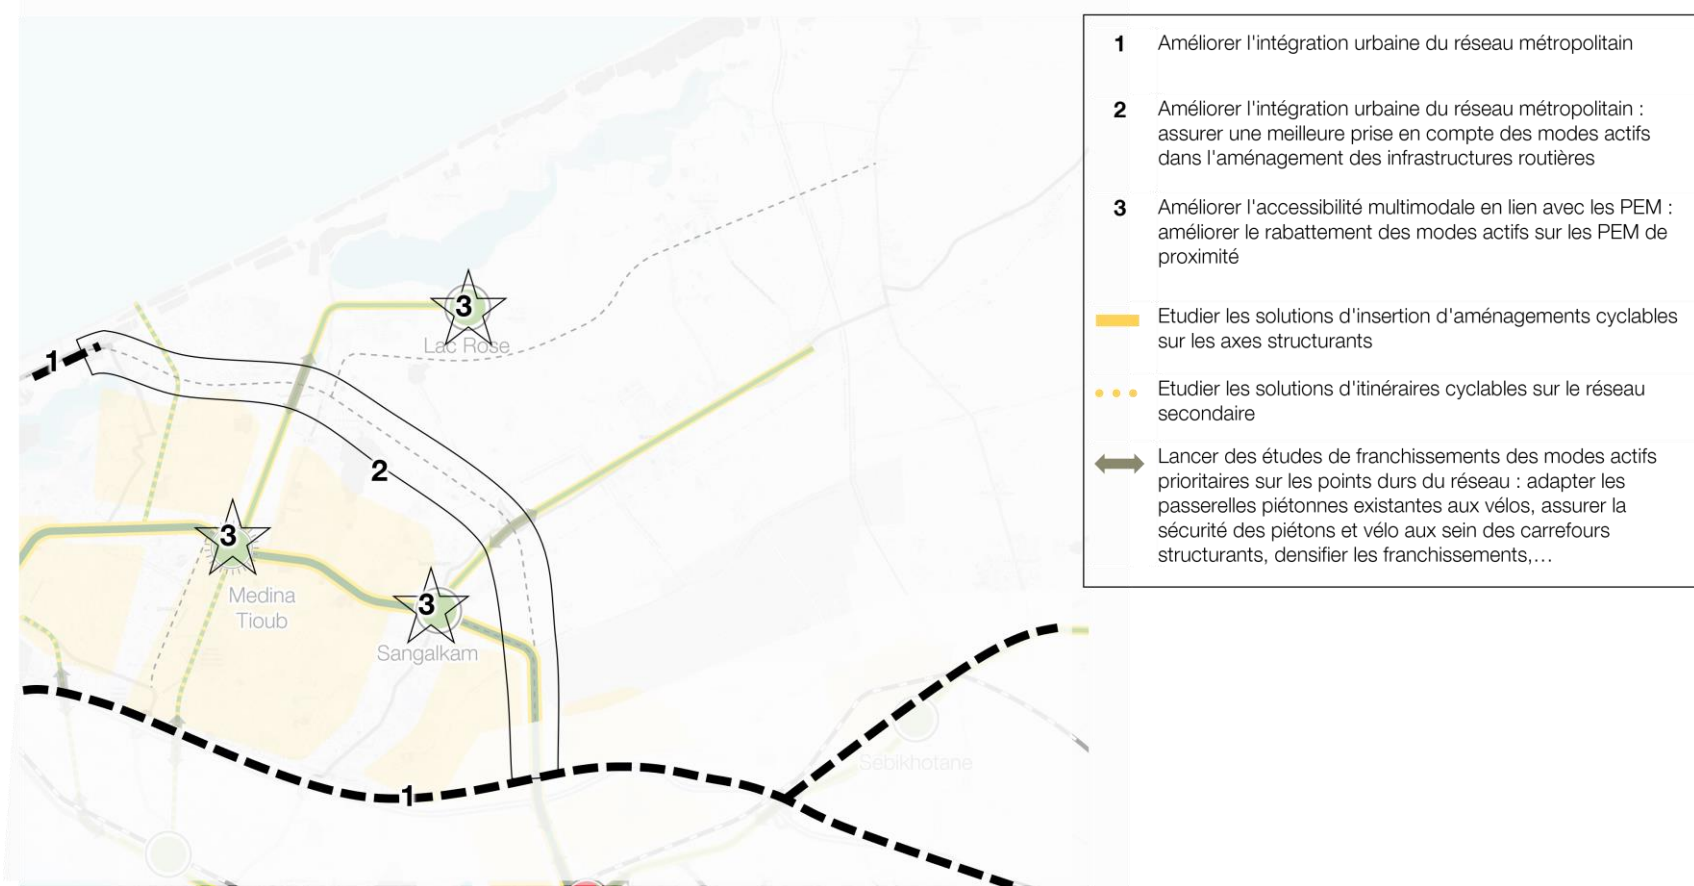 1 Améliorer l'intégration urbaine du réseau métropolitain
2 Améliorer l'intégration urbaine du réseau métropolitain :
assurer une meilleure prise en compte des modes actifs
dans l'aménagement des infrastructures routières
3 Améliorer l'accessibilité multimodale en lien avec les PEM :
améliorer le rabattement des modes actifs sur les PEM de
proximité
Etudier les solutions d'insertion d'aménagements cyclables
sur les axes structurants
Etudier les solutions d'itinéraires cyclables sur le réseau
secondaire
Lancer des études de franchissements des modes actifs
prioritaires sur les points durs du réseau : adapter les
passerelles piétonnes existantes aux vélos, assurer la
sécurité des piétons et vélo aux sein des carrefours
structurants, densifier les franchissements,...
3
Lac Rose
1
2
3
Medina
Tioub
3
Sangalkam
Sebikhotane
1